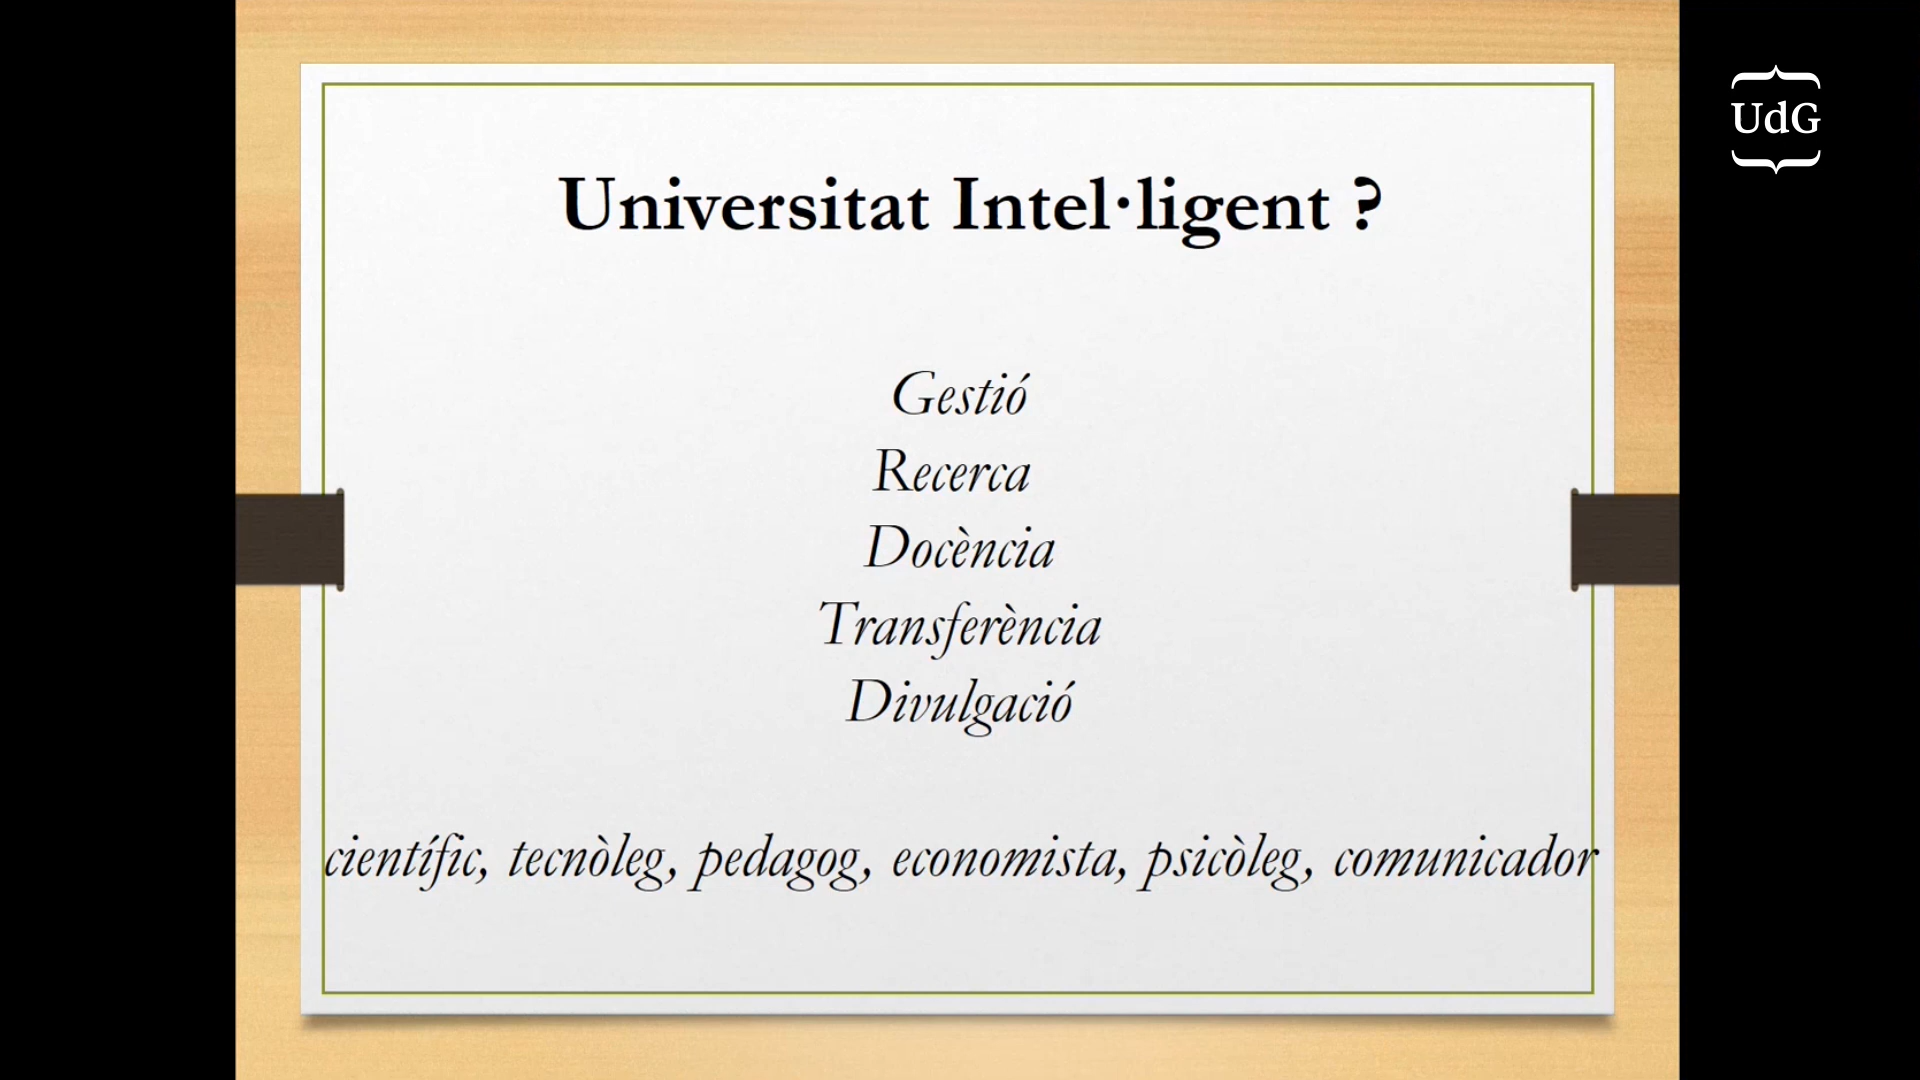 UdG
Universitat Intel·ligent ?
Gestió
Recerca
Docència
Transferència
Divulgació
científic, tecnòleg, pedagog, economista, psicòleg, comunicador